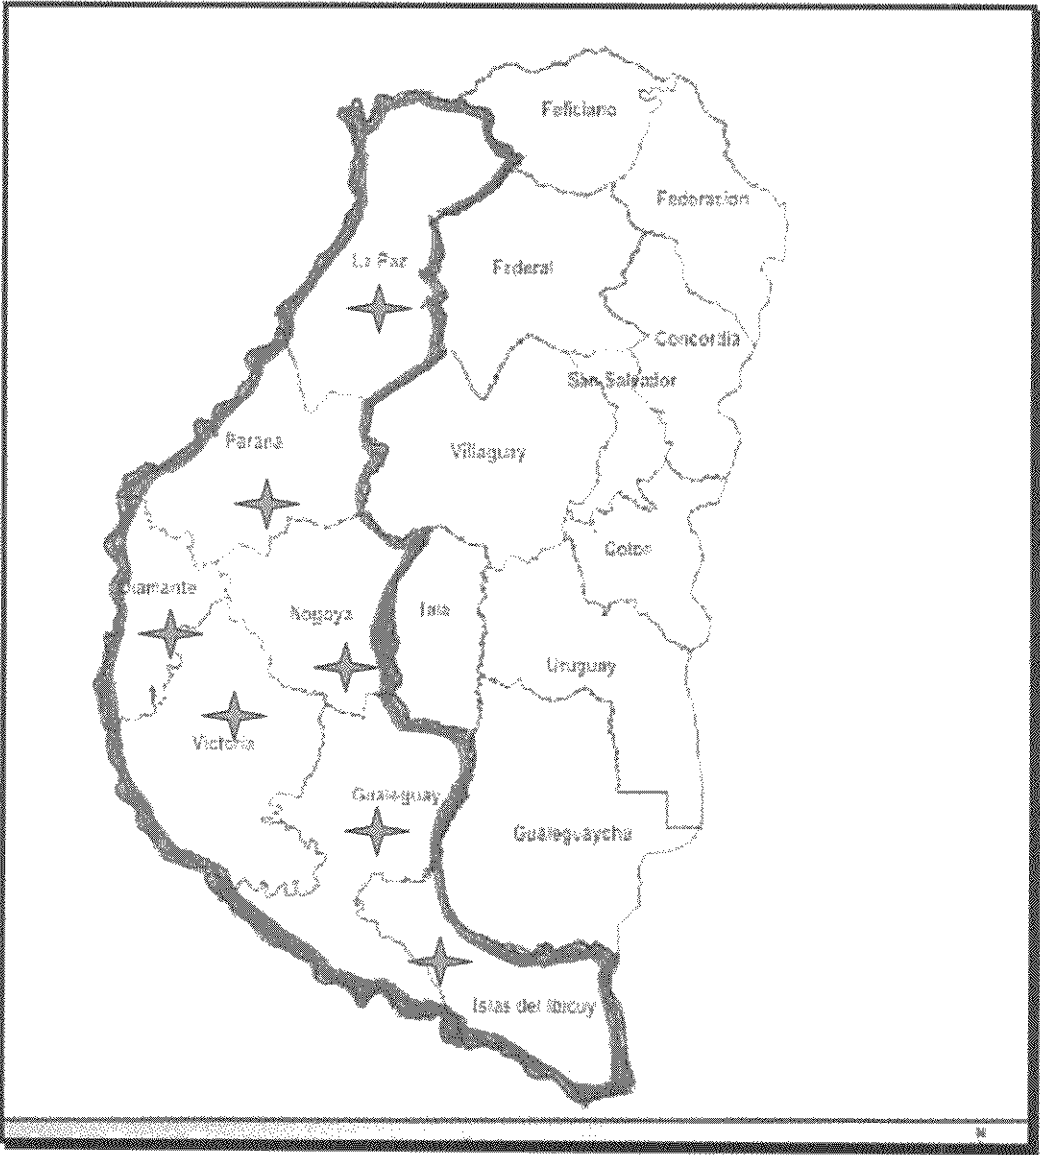 Feliciano
Federacion
La Paz
Federal
Concordia
San Salvador
Parana
Villaguay
Colon
Diamante
Nogoya
Tala
Uruguay
Victoria
Gualeguay
Gualeguaychu
Islas del Ibicuy